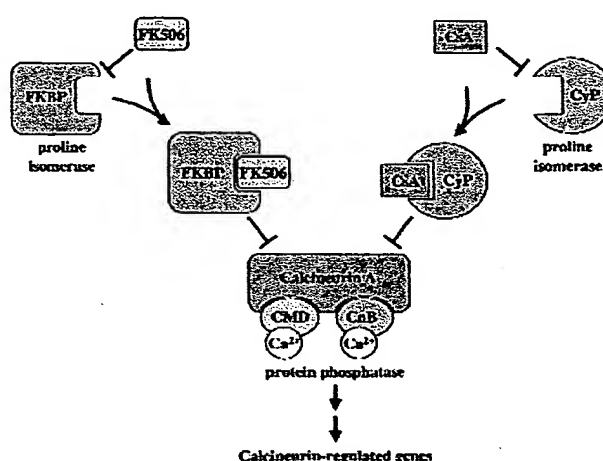 FK506
CsA
FKBP
CyP
proline
isomerase
proline
isomerase
FKBP
FK506
CsA
CyP
Calcineurin A
CMD
CnB
Ca2+
Ca2+
protein phosphatase
Calcineurin-regulated genes